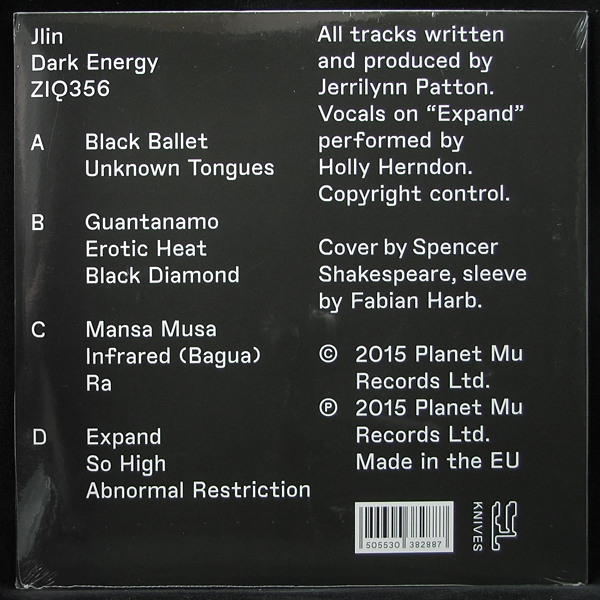 Jlin
Dark Energy
ZIQ356
A Black Ballet
Unknown Tongues
B Guantanamo
Erotic Heat
Black Diamond
C Mansa Musa
Infrared (Bagua)
Ra
D Expand
So High
Abnormal Restriction
All tracks written
and produced by
Jerrilynn Patton.
Vocals on “Expand”
performed by
Holly Herndon.
Copyright control.
Cover by Spencer
Shakespeare, sleeve
by Fabian Harb.
© 2015 Planet Mu
Records Ltd.
℗ 2015 Planet Mu
Records Ltd.
Made in the EU
505530 382887
KNIVES